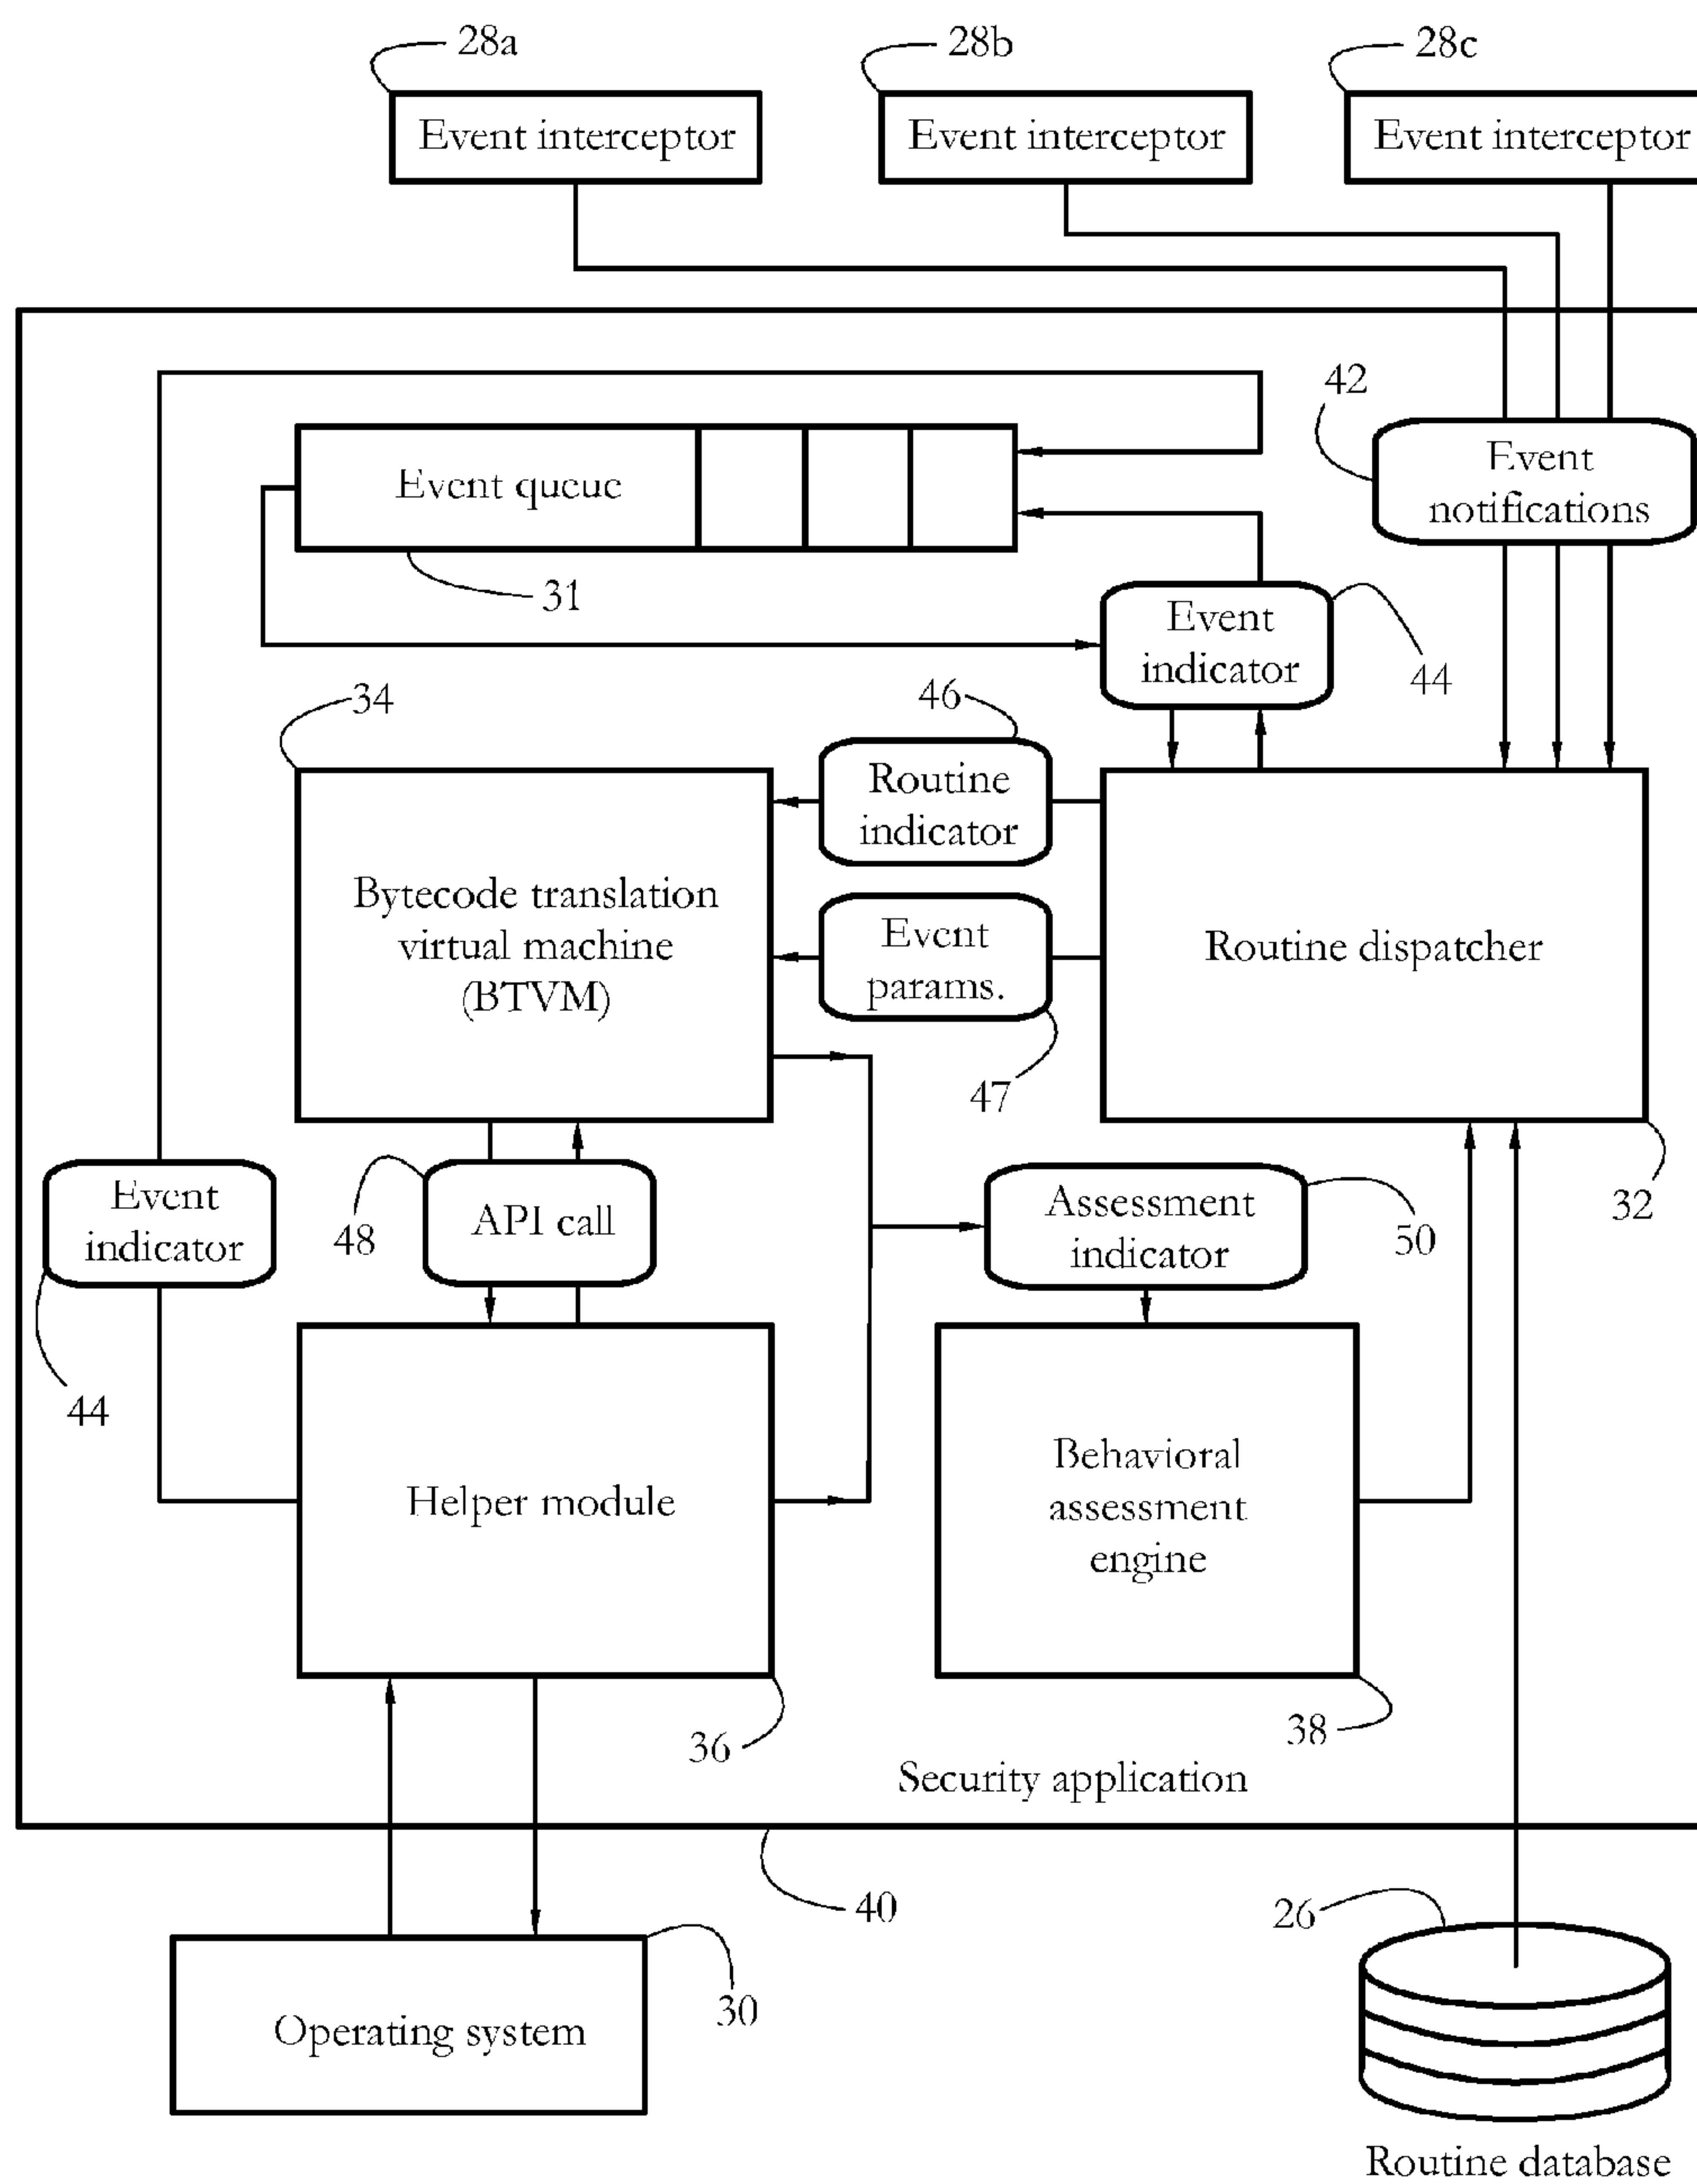 28a
28b
28c
Event interceptor
Event interceptor
Event interceptor
42
Event
notifications
Event queue
31
Event
indicator
44
34
46
Routine
indicator
Bytecode translation
virtual machine
(BTVM)
Event
params.
Routine dispatcher
47
Event
indicator
48
API call
Assessment
indicator
50
32
44
Helper module
Behavioral
assessment
engine
36
38
Security application
40
26
30
Operating system
Routine database